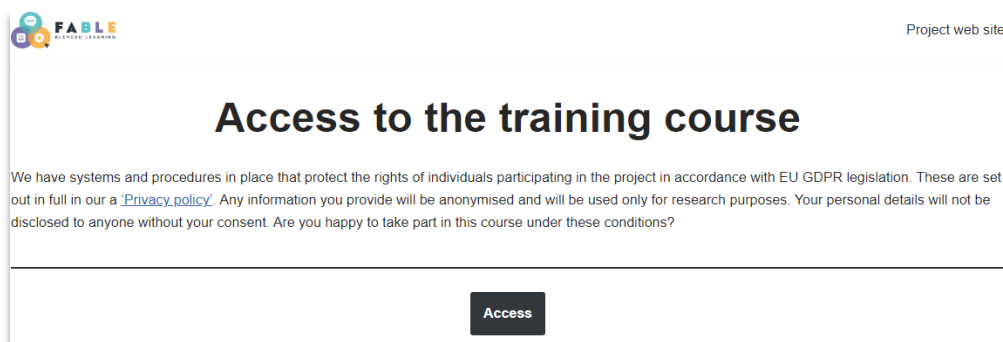 FABLE
BLENDED LEARNING
Project web site
Access to the training course
We have systems and procedures in place that protect the rights of individuals participating in the project in accordance with EU GDPR legislation. These are set
out in full in our a 'Privacy policy'. Any information you provide will be anonymised and will be used only for research purposes. Your personal details will not be
disclosed to anyone without your consent. Are you happy to take part in this course under these conditions?
Access